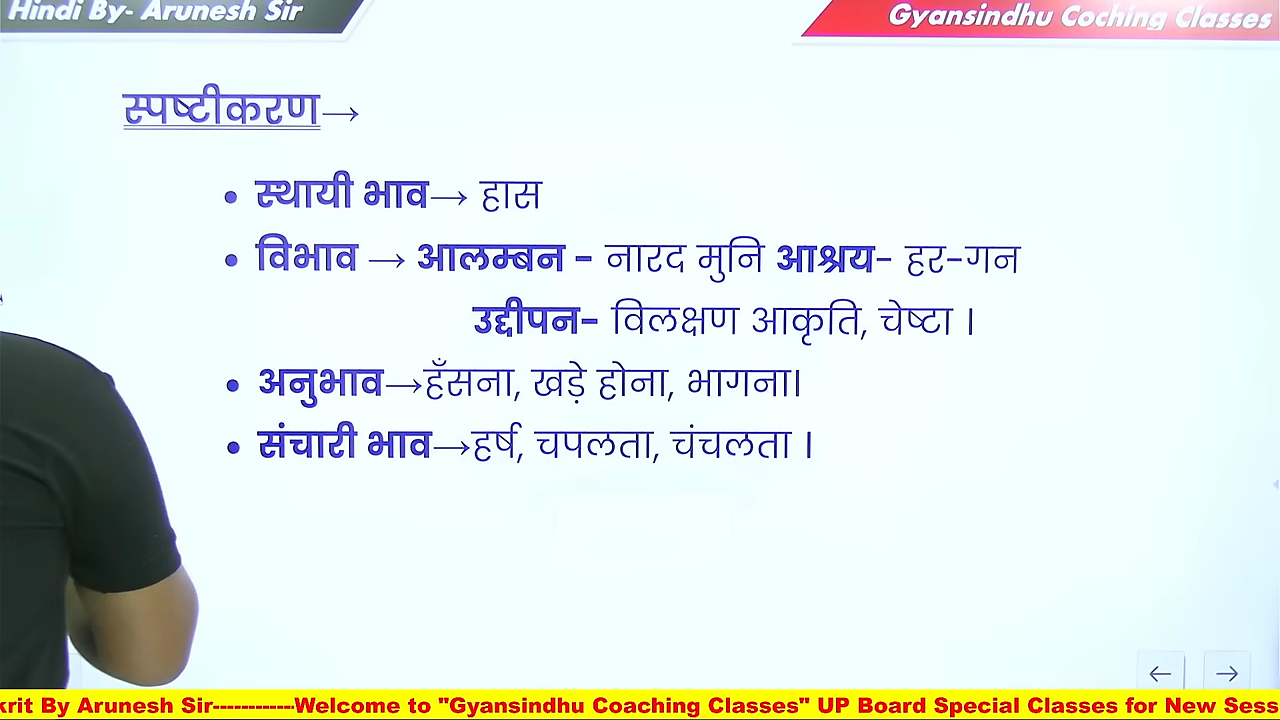 Hindi By- Arunesh Sir
Gyansindhu Coching Classes
स्पष्टीकरण→
• स्थायी भाव→ हास
• विभाव → आलम्बन - नारद मुनि आश्रय- हर-गन
उद्दीपन- विलक्षण आकृति, चेष्टा ।
• अनुभाव→हँसना, खड़े होना, भागना।
• संचारी भाव→हर्ष, चपलता, चंचलता ।
krit By Arunesh Sir-----------Welcome to "Gyansindhu Coaching Classes" UP Board Special Classes for New Sess